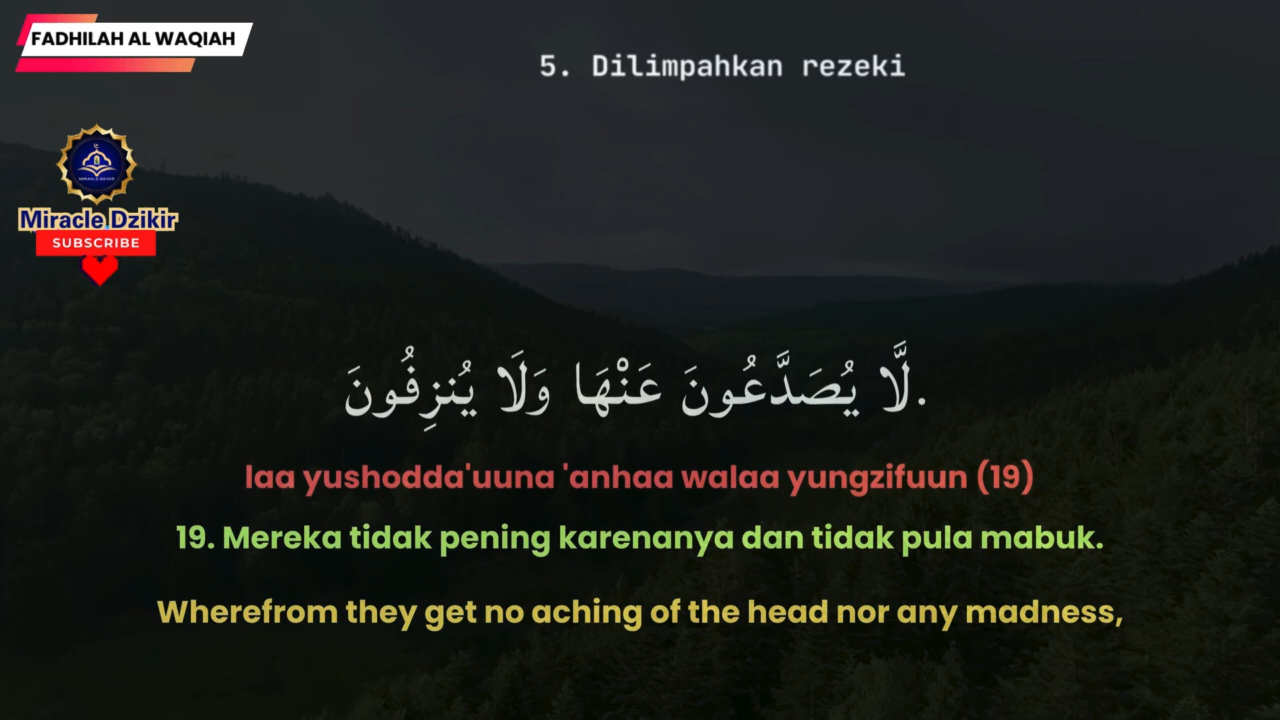 FADHILAH AL WAQIAH
5. Dilimpahkan rezeki
MIRACLE DZIKIR
Miracle Dzikir
SUBSCRIBE
لَّا يُصَدَّعُونَ عَنْهَا وَلَا يُنزِفُونَ.
laa yushodda'uuna 'anhaa walaa yungzifuun (19)
19. Mereka tidak pening karenanya dan tidak pula mabuk.
Wherefrom they get no aching of the head nor any madness,